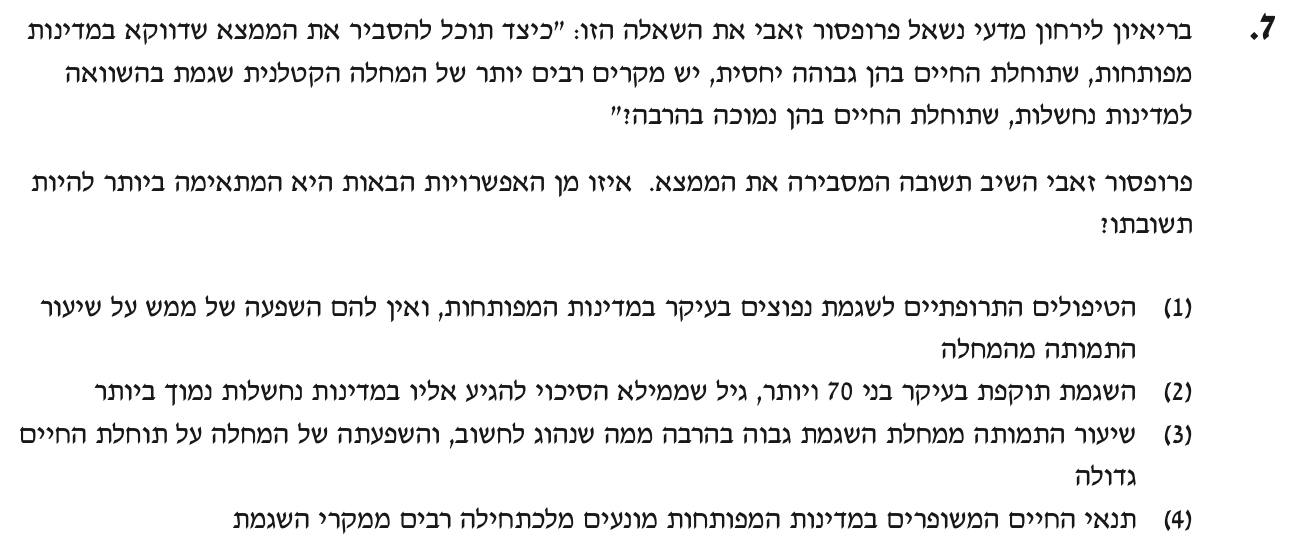 7. בריאיון לירחון מדעי נשאל פרופסור זאבי את השאלה הזו: "כיצד תוכל להסביר את הממצא שדווקא במדינות
מפותחות, שתוחלת החיים בהן גבוהה יחסית, יש מקרים רבים יותר של המחלה הקטלנית שגמת בהשוואה
למדינות נחשלות, שתוחלת החיים בהן נמוכה בהרבה?"
פרופסור זאבי השיב תשובה המסבירה את הממצא. איזו מן האפשרויות הבאות היא המתאימה ביותר להיות
תשובתו?
(1) הטיפולים התרופתיים לשגמת נפוצים בעיקר במדינות המפותחות, ואין להם השפעה של ממש על שיעור
התמותה מהמחלה
(2) השגמת תוקפת בעיקר בני 70 ויותר, גיל שממילא הסיכוי להגיע אליו במדינות נחשלות נמוך ביותר
(3) שיעור התמותה ממחלת השגמת גבוה בהרבה ממה שנהוג לחשוב, והשפעתה של המחלה על תוחלת החיים
גדולה
(4) תנאי החיים המשופרים במדינות המפותחות מונעים מלכתחילה רבים ממקרי השגמת